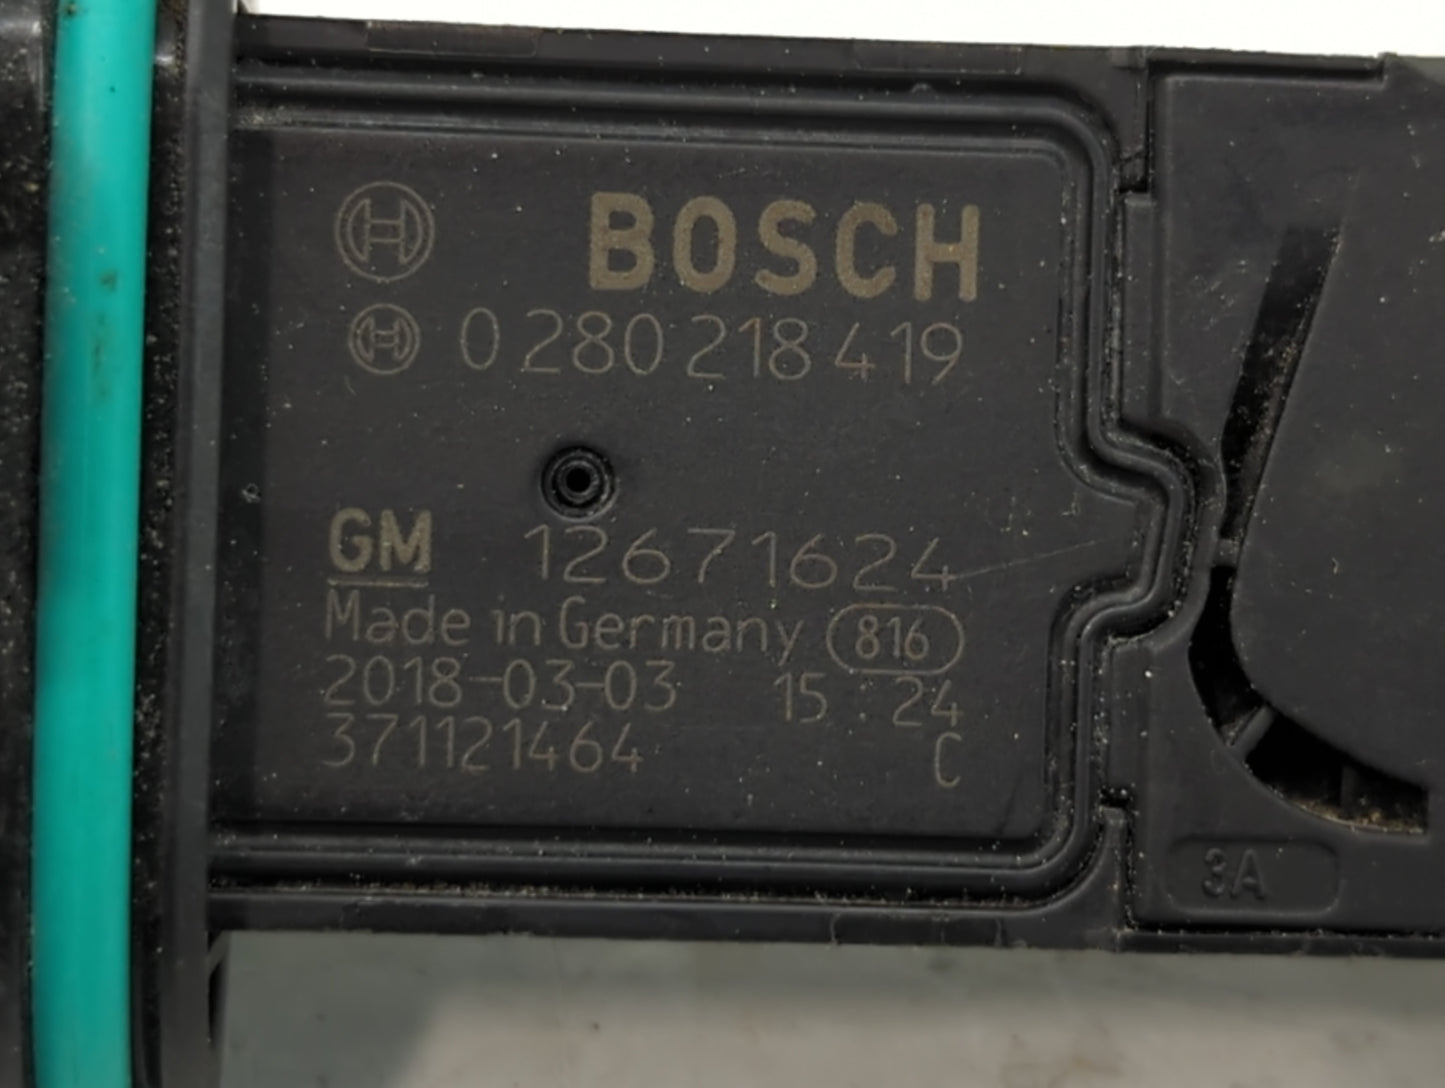 BOSCH
0 280 218 419
GM 12671624
Made in Germany 816
2018-03-03 15:24
371121464 C
3A